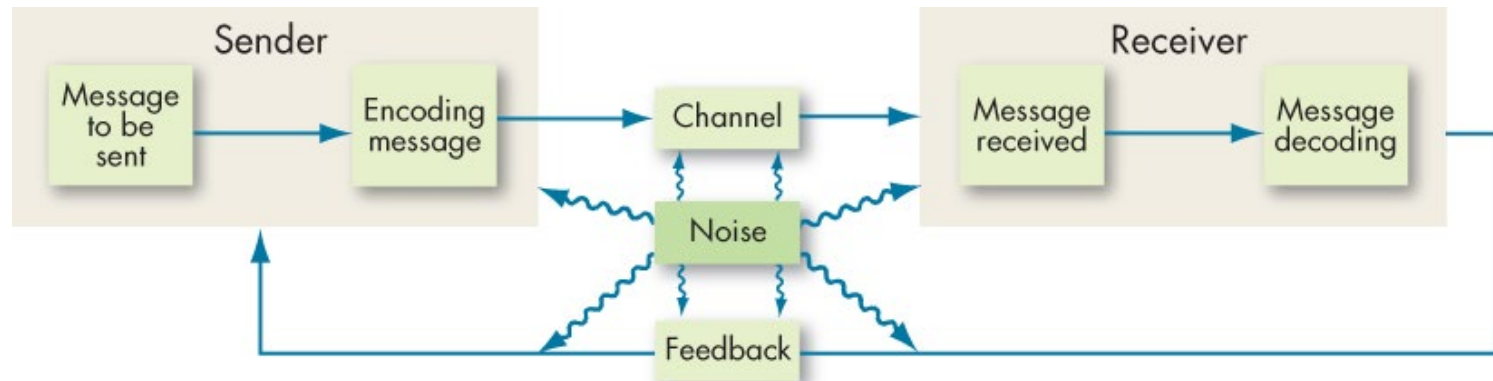 Sender
Message
to be
sent
Encoding
message
Channel
Receiver
Message
received
Message
decoding
Noise
Feedback